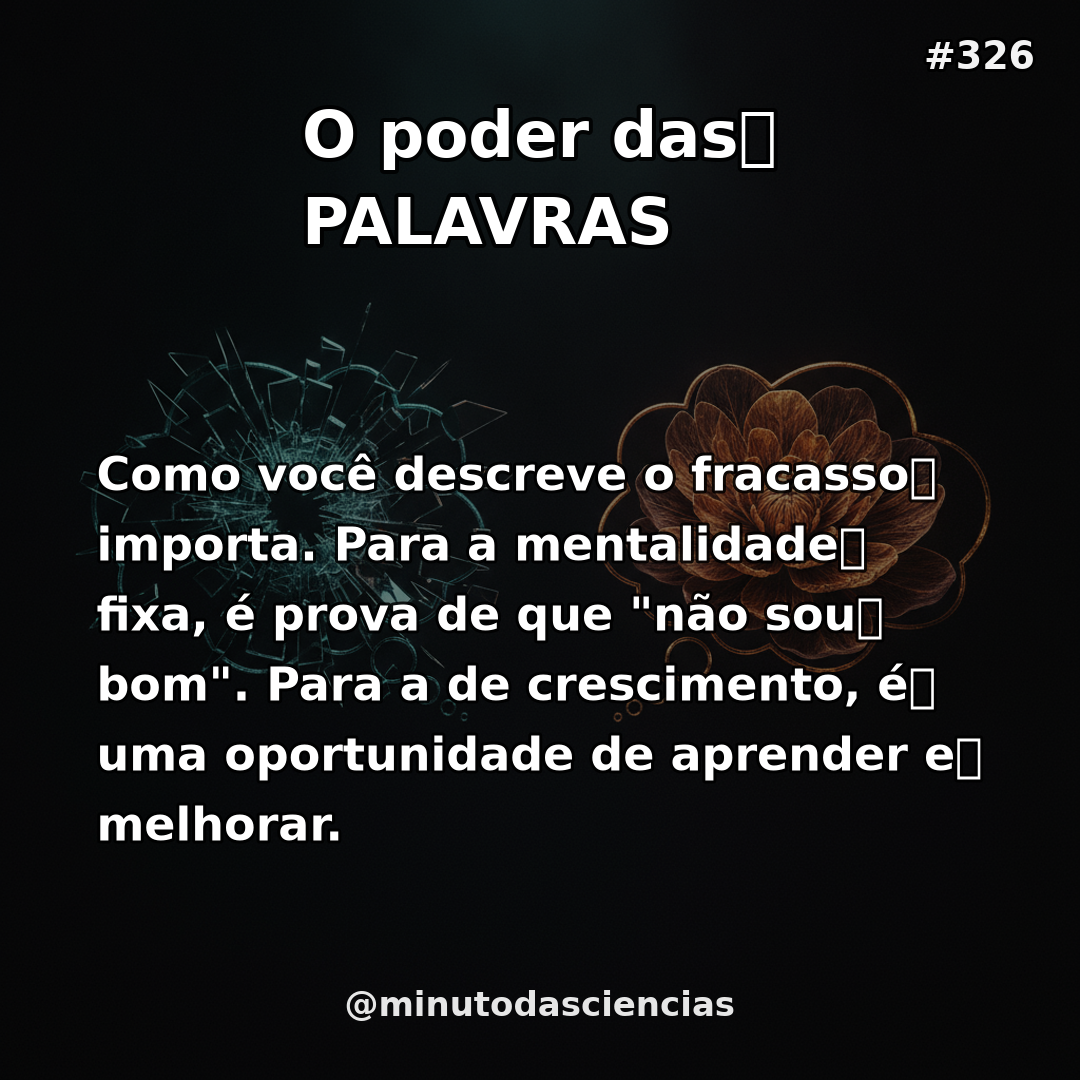 #326
O poder das
PALAVRAS
Como você descreve o fracasso
importa. Para a mentalidade
fixa, é prova de que "não sou
bom". Para a de crescimento, é
uma oportunidade de aprender e
melhorar.
@minutodasciencias